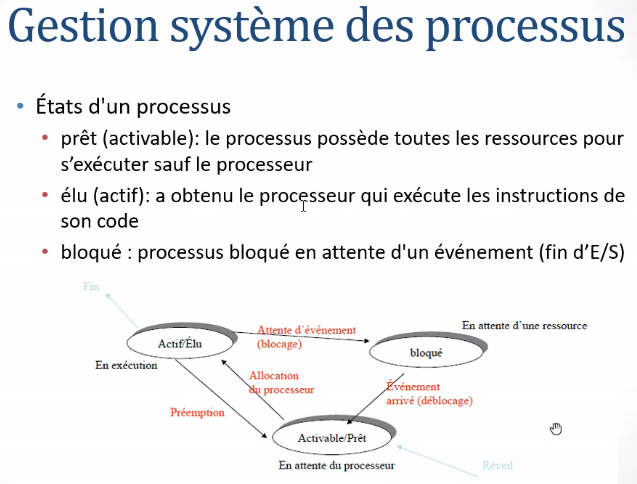 Gestion système des processus
• États d'un processus
• prêt (activable): le processus possède toutes les ressources pour
s’exécuter sauf le processeur
• élu (actif): a obtenu le processeur qui exécute les instructions de
son code
• bloqué : processus bloqué en attente d'un événement (fin d’E/S)
Fin
Attente d’événement
(blocage)
En attente d’une ressource
Actif/Élu
bloqué
En exécution
Allocation
du processeur
Événement
arrivé (déblocage)
Préemption
Activable/Prêt
En attente du processeur
Réveil